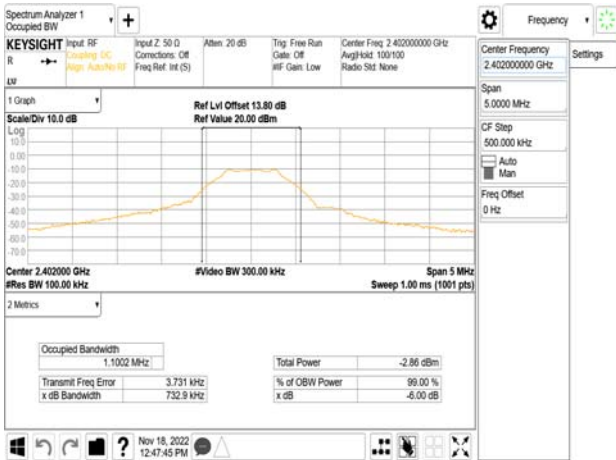 Spectrum Analyzer 1
Occupied BW
Frequency
KEYSIGHT
R
LXI
Input: RF
Coupling: DC
Align: Auto/No RF
Input Z: 50 Ω
Corrections: Off
Freq Ref: Int (S)
Atten: 20 dB
Trig: Free Run
Gate: Off
#IF Gain: Low
Center Freq: 2.402000000 GHz
Avg|Hold: 100/100
Radio Std: None
Center Frequency
2.402000000 GHz
Settings
Span
5.0000 MHz
CF Step
500.000 kHz
Auto
Man
Freq Offset
0 Hz
1 Graph
Scale/Div 10.0 dB
Ref Lvl Offset 13.80 dB
Ref Value 20.00 dBm
Log
10.0
0.00
-10.0
-20.0
-30.0
-40.0
-50.0
-60.0
-70.0
Center 2.402000 GHz
#Res BW 100.00 kHz
#Video BW 300.00 kHz
Span 5 MHz
Sweep 1.00 ms (1001 pts)
2 Metrics
Occupied Bandwidth
1.1002 MHz
Transmit Freq Error 3.731 kHz
x dB Bandwidth 732.9 kHz
Total Power -2.86 dBm
% of OBW Power 99.00 %
x dB -6.00 dB
?
Nov 18, 2022
12:47:45 PM